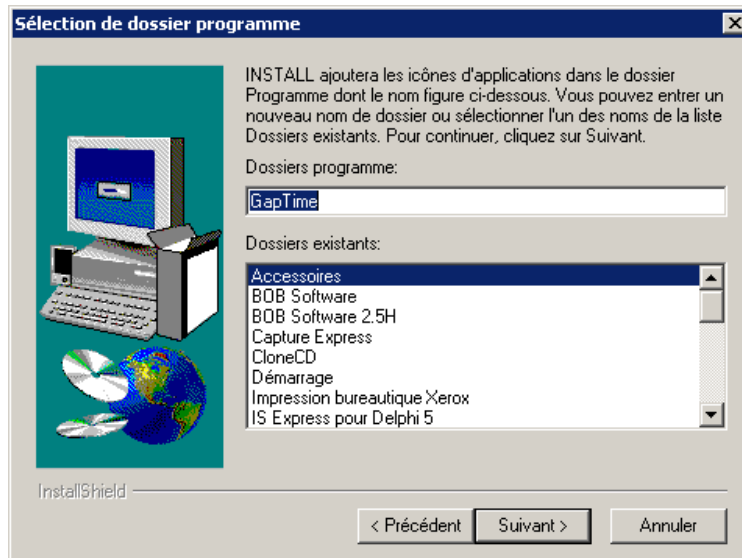 Sélection de dossier programme
INSTALL ajoutera les icônes d'applications dans le dossier
Programme dont le nom figure ci-dessous. Vous pouvez entrer un
nouveau nom de dossier ou sélectionner l'un des noms de la liste
Dossiers existants. Pour continuer, cliquez sur Suivant.
Dossiers programme:
GapTime
Dossiers existants:
Accessoires
BOB Software
BOB Software 2.5H
Capture Express
CloneCD
Démarrage
Impression bureautique Xerox
IS Express pour Delphi 5
InstallShield
< Précédent
Suivant >
Annuler